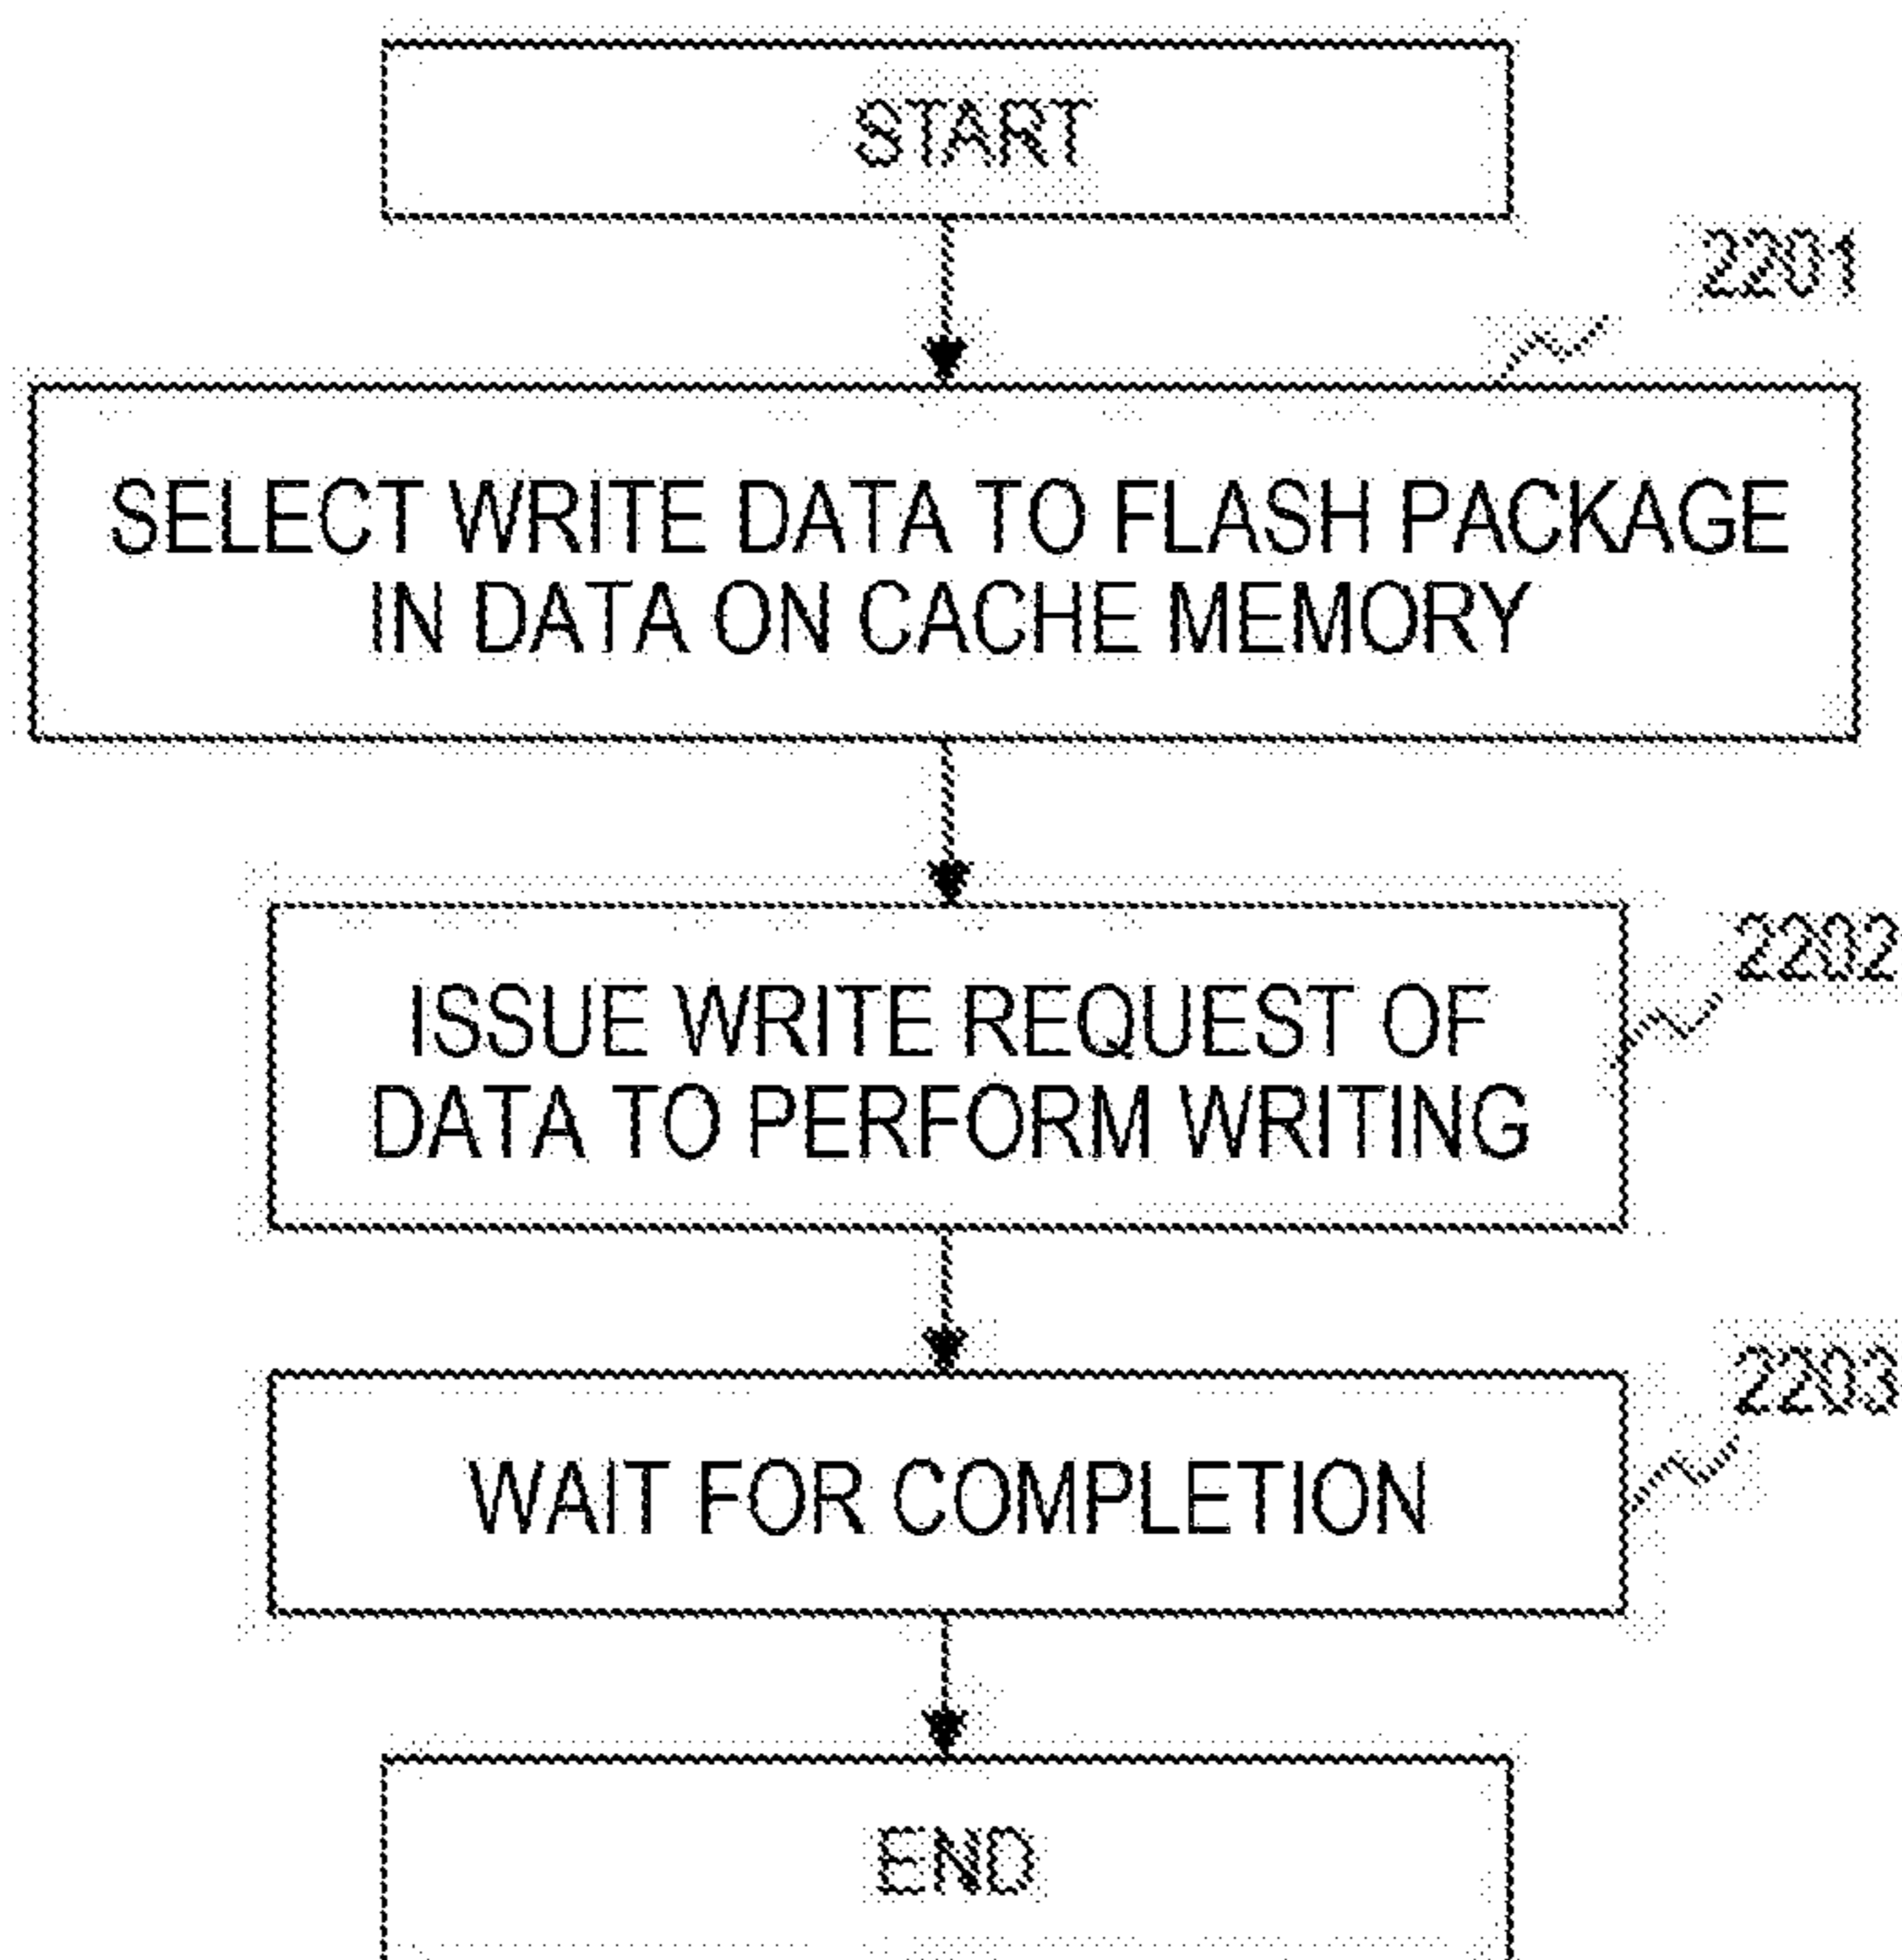 START
2201
SELECT WRITE DATA TO FLASH PACKAGE
IN DATA ON CACHE MEMORY
2202
ISSUE WRITE REQUEST OF
DATA TO PERFORM WRITING
2203
WAIT FOR COMPLETION
END